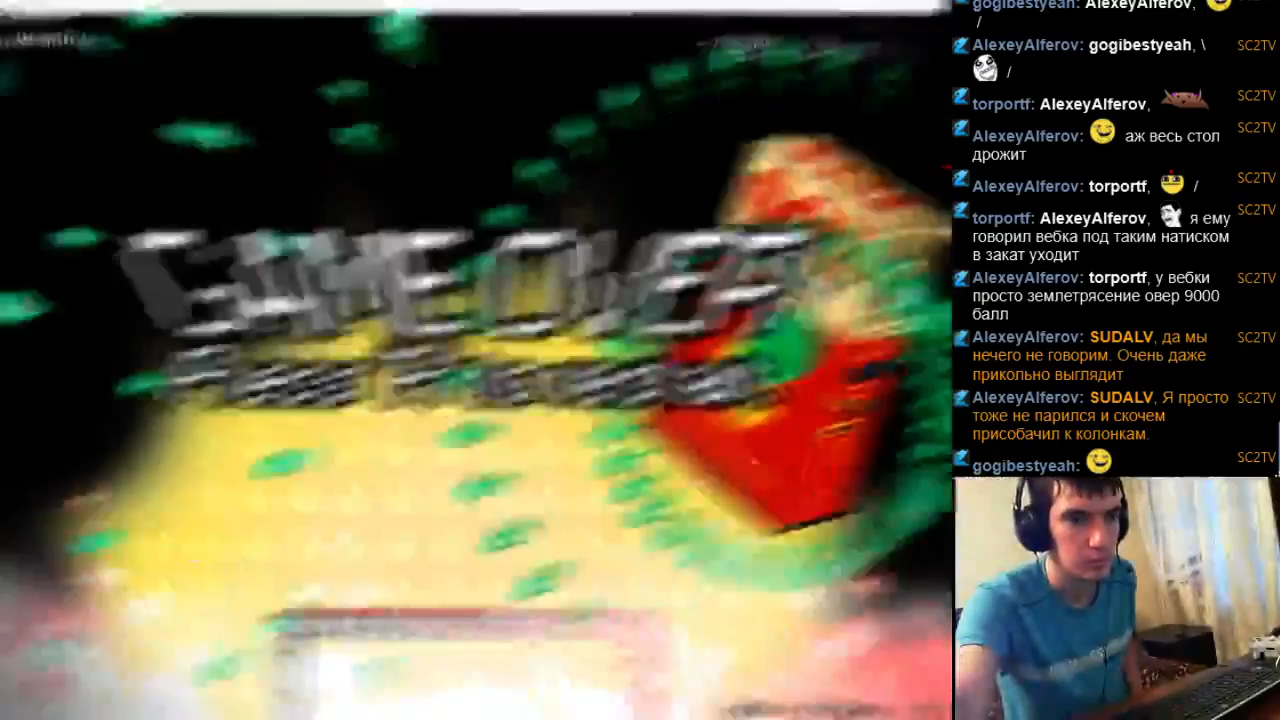 gogibestyeah: AlexeyAlferov,
/
AlexeyAlferov: gogibestyeah, \ SC2TV
/
torportf: AlexeyAlferov, SC2TV
AlexeyAlferov: аж весь стол SC2TV
дрожит
AlexeyAlferov: torportf, / SC2TV
torportf: AlexeyAlferov, я ему SC2TV
говорил вебка под таким натиском
в закат уходит
AlexeyAlferov: torportf, у вебки SC2TV
просто землетрясение овер 9000
балл
AlexeyAlferov: SUDALV, да мы SC2TV
нечего не говорим. Очень даже
прикольно выглядит
AlexeyAlferov: SUDALV, Я просто SC2TV
тоже не парился и скочем
присобачил к колонкам.
gogibestyeah: SC2TV
GAME OVER